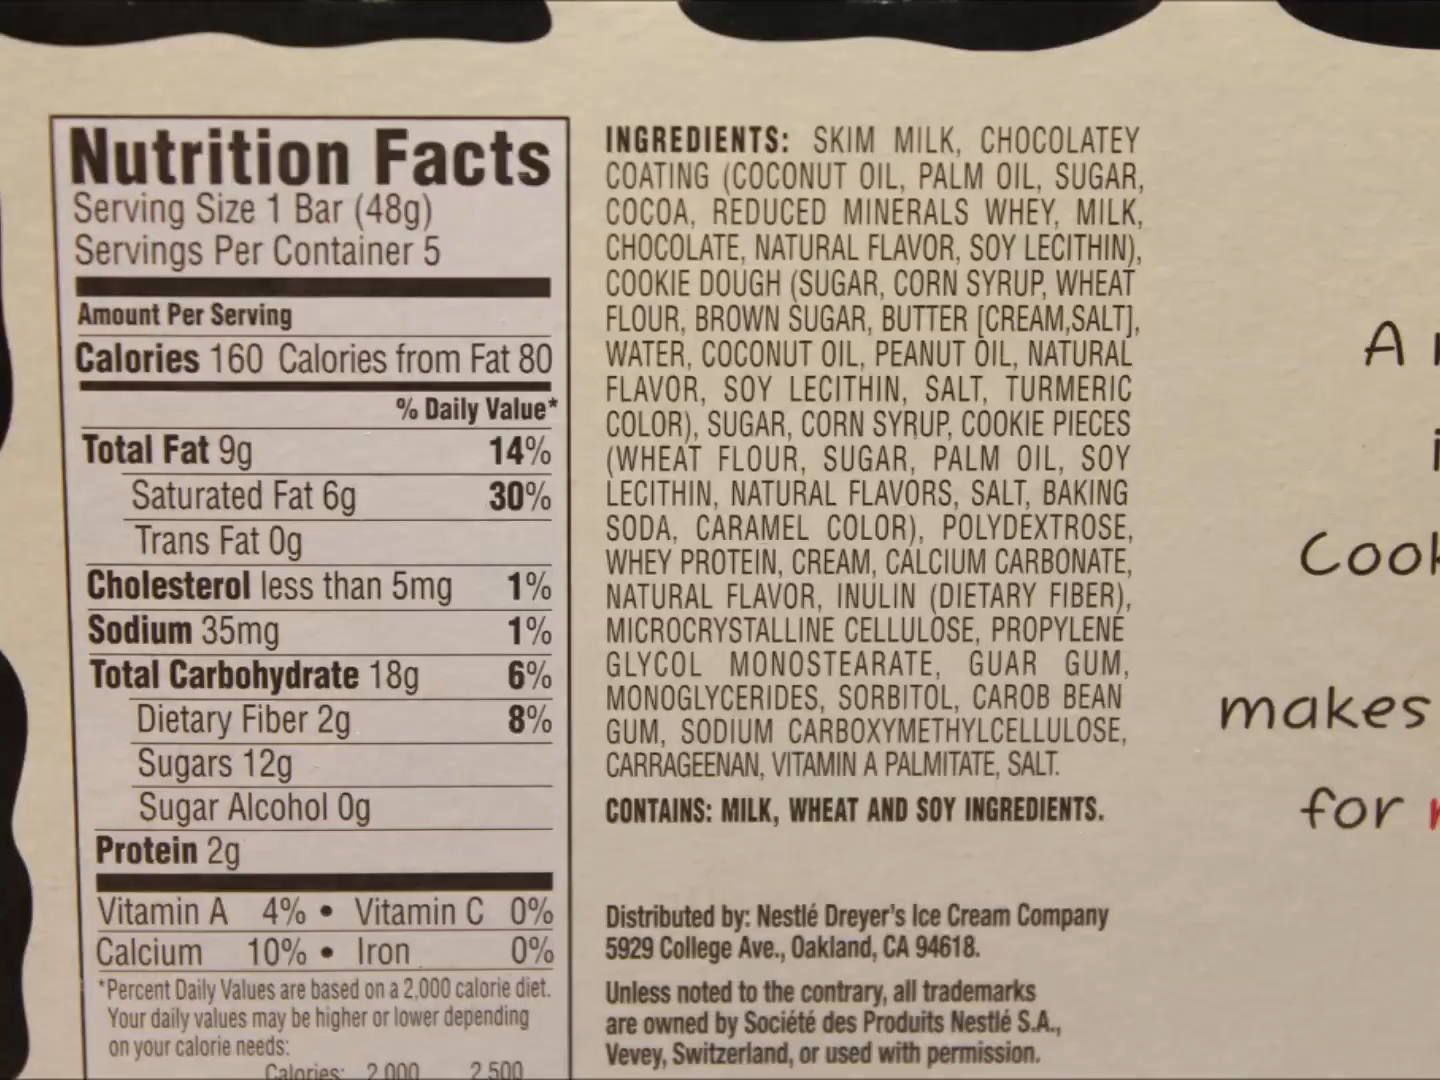 Nutrition Facts
Serving Size 1 Bar (48g)
Servings Per Container 5
Amount Per Serving
Calories 160 Calories from Fat 80
% Daily Value*
Total Fat 9g 14%
Saturated Fat 6g 30%
Trans Fat 0g
Cholesterol less than 5mg 1%
Sodium 35mg 1%
Total Carbohydrate 18g 6%
Dietary Fiber 2g 8%
Sugars 12g
Sugar Alcohol 0g
Protein 2g
Vitamin A 4% • Vitamin C 0%
Calcium 10% • Iron 0%
*Percent Daily Values are based on a 2,000 calorie diet.
Your daily values may be higher or lower depending
on your calorie needs:
Calories: 2,000 2,500
INGREDIENTS: SKIM MILK, CHOCOLATEY
COATING (COCONUT OIL, PALM OIL, SUGAR,
COCOA, REDUCED MINERALS WHEY, MILK,
CHOCOLATE, NATURAL FLAVOR, SOY LECITHIN),
COOKIE DOUGH (SUGAR, CORN SYRUP, WHEAT
FLOUR, BROWN SUGAR, BUTTER [CREAM,SALT],
WATER, COCONUT OIL, PEANUT OIL, NATURAL
FLAVOR, SOY LECITHIN, SALT, TURMERIC
COLOR), SUGAR, CORN SYRUP, COOKIE PIECES
(WHEAT FLOUR, SUGAR, PALM OIL, SOY
LECITHIN, NATURAL FLAVORS, SALT, BAKING
SODA, CARAMEL COLOR), POLYDEXTROSE,
WHEY PROTEIN, CREAM, CALCIUM CARBONATE,
NATURAL FLAVOR, INULIN (DIETARY FIBER),
MICROCRYSTALLINE CELLULOSE, PROPYLENE
GLYCOL MONOSTEARATE, GUAR GUM,
MONOGLYCERIDES, SORBITOL, CAROB BEAN
GUM, SODIUM CARBOXYMETHYLCELLULOSE,
CARRAGEENAN, VITAMIN A PALMITATE, SALT.
CONTAINS: MILK, WHEAT AND SOY INGREDIENTS.
Distributed by: Nestlé Dreyer's Ice Cream Company
5929 College Ave., Oakland, CA 94618.
Unless noted to the contrary, all trademarks
are owned by Société des Produits Nestlé S.A.,
Vevey, Switzerland, or used with permission.
A
makes
for